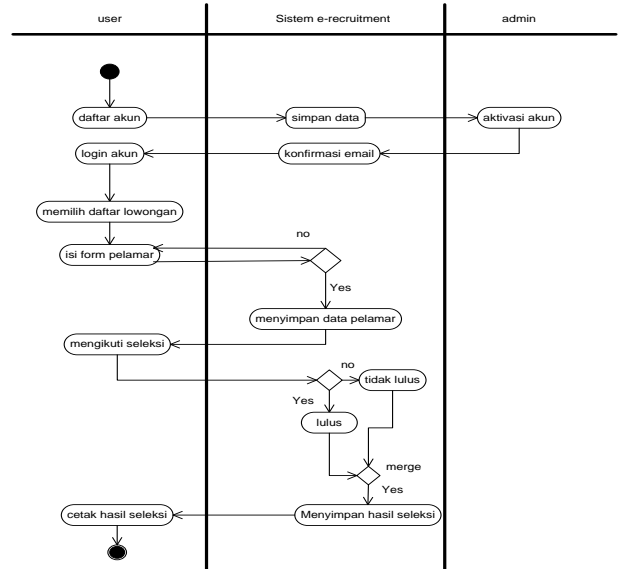 user
Sistem e-recruitment
admin
daftar akun
simpan data
aktivasi akun
login akun
konfirmasi email
memilih daftar lowongan
no
isi form pelamar
Yes
menyimpan data pelamar
mengikuti seleksi
no
tidak lulus
Yes
lulus
merge
Yes
cetak hasil seleksi
Menyimpan hasil seleksi